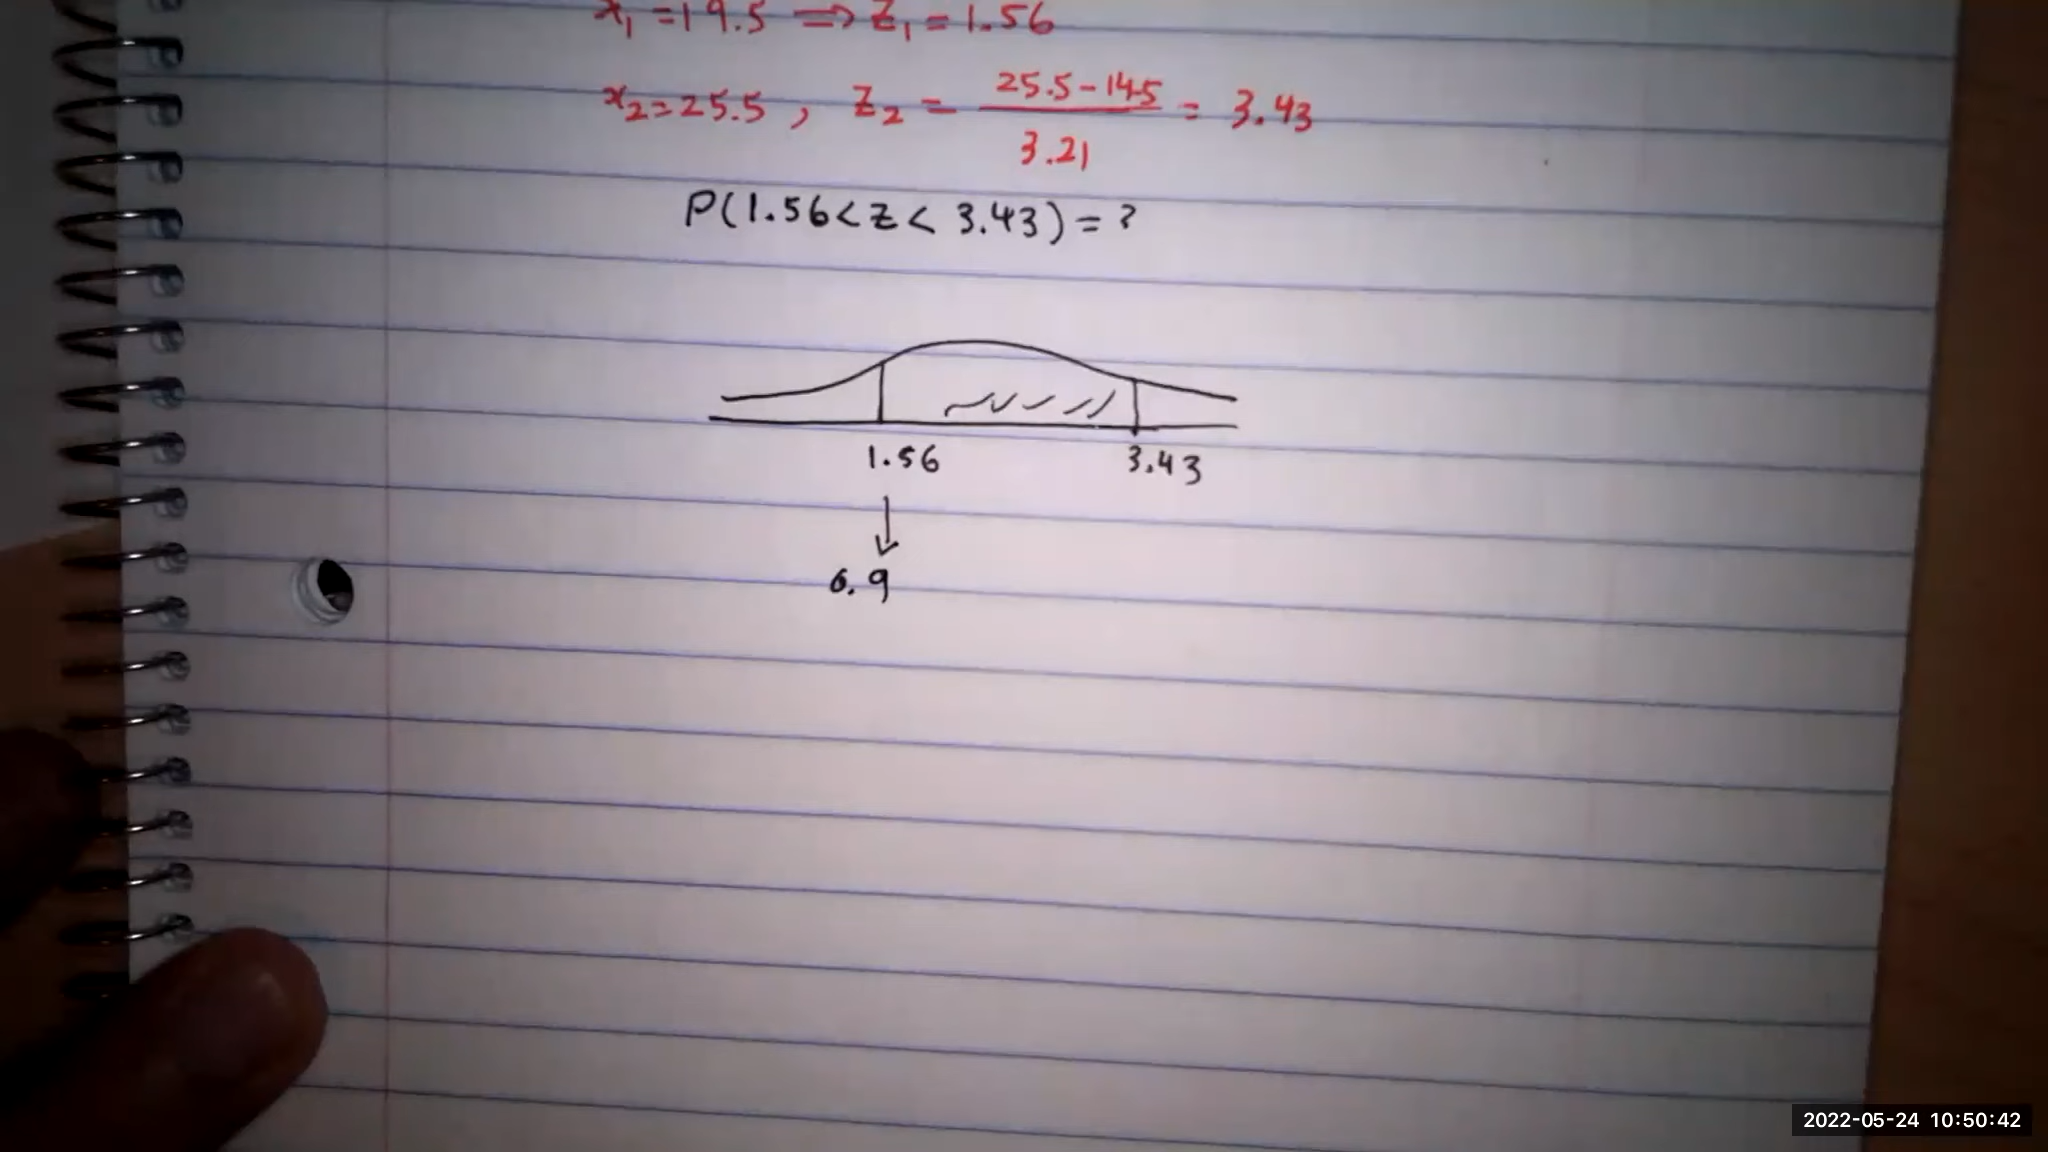 x₁ = 19.5 ⟹ z₁ = 1.56
x₂ = 25.5 , z₂ = (25.5 - 14.5) / 3.21 = 3.43
P(1.56 < z < 3.43) = ?
1.56 3.43
↓
0.9
2022-05-24 10:50:42